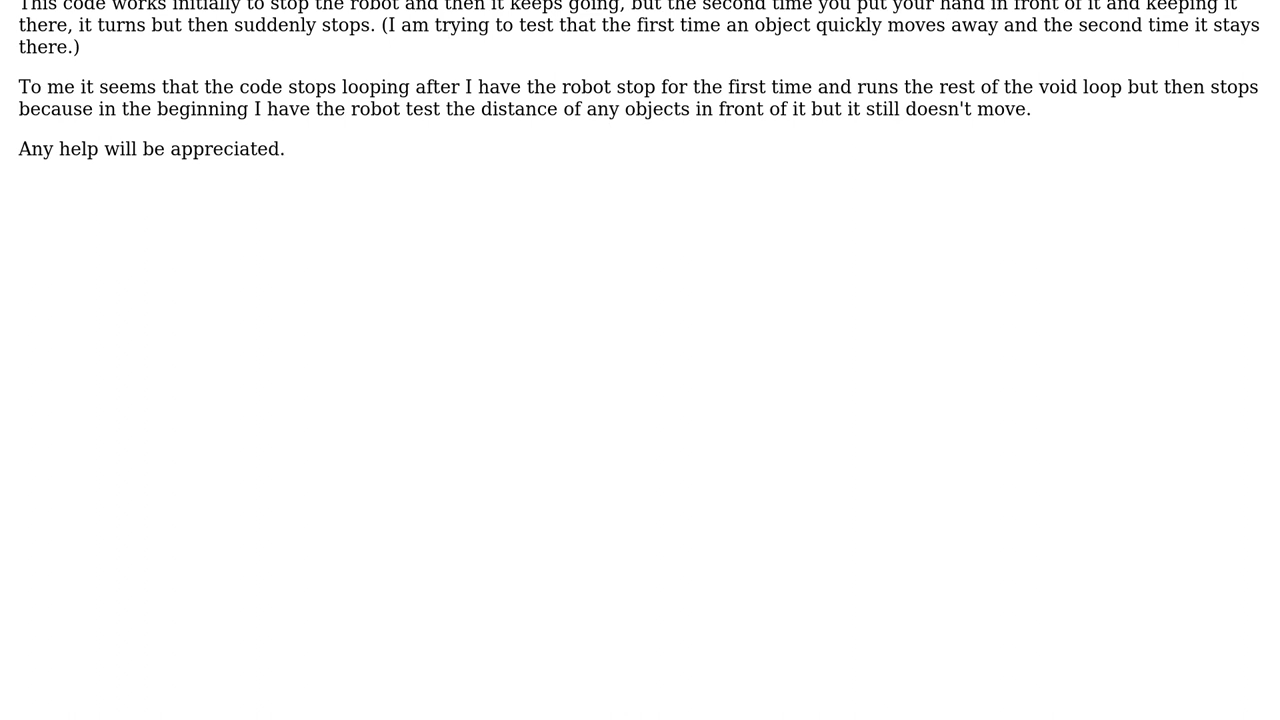 This code works initially to stop the robot and then it keeps going, but the second time you put your hand in front of it and keeping it
there, it turns but then suddenly stops. (I am trying to test that the first time an object quickly moves away and the second time it stays
there.)
To me it seems that the code stops looping after I have the robot stop for the first time and runs the rest of the void loop but then stops
because in the beginning I have the robot test the distance of any objects in front of it but it still doesn't move.
Any help will be appreciated.